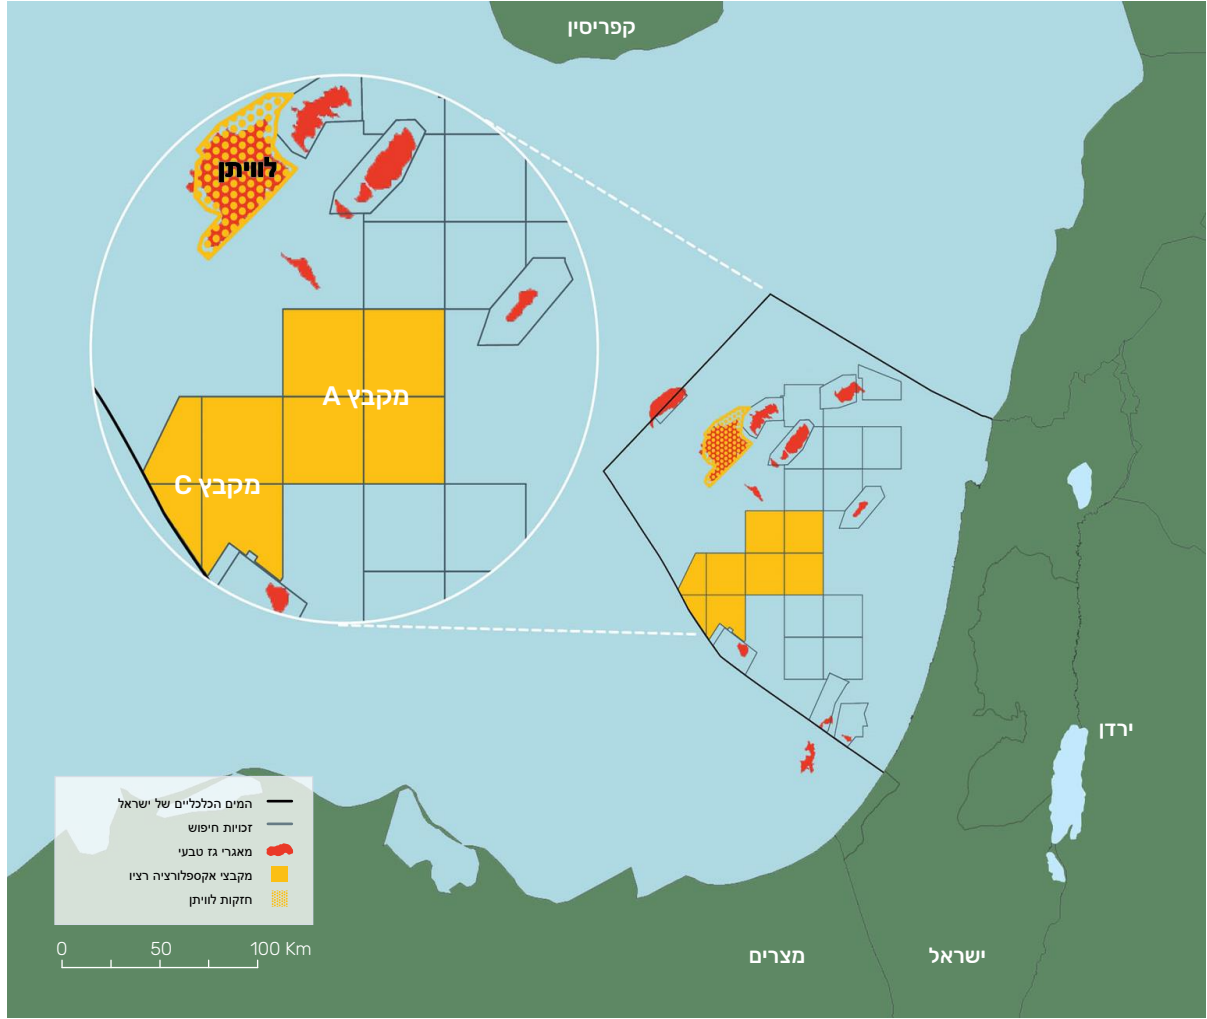 קפריסין
לוויתן
מקבץ A
מקבץ C
ירדן
המים הכלכליים של ישראל
זכויות חיפוש
מאגרי גז טבעי
מקבצי אקספלורציה רציו
חזקות לוויתן
0 50 100 Km
מצרים
ישראל